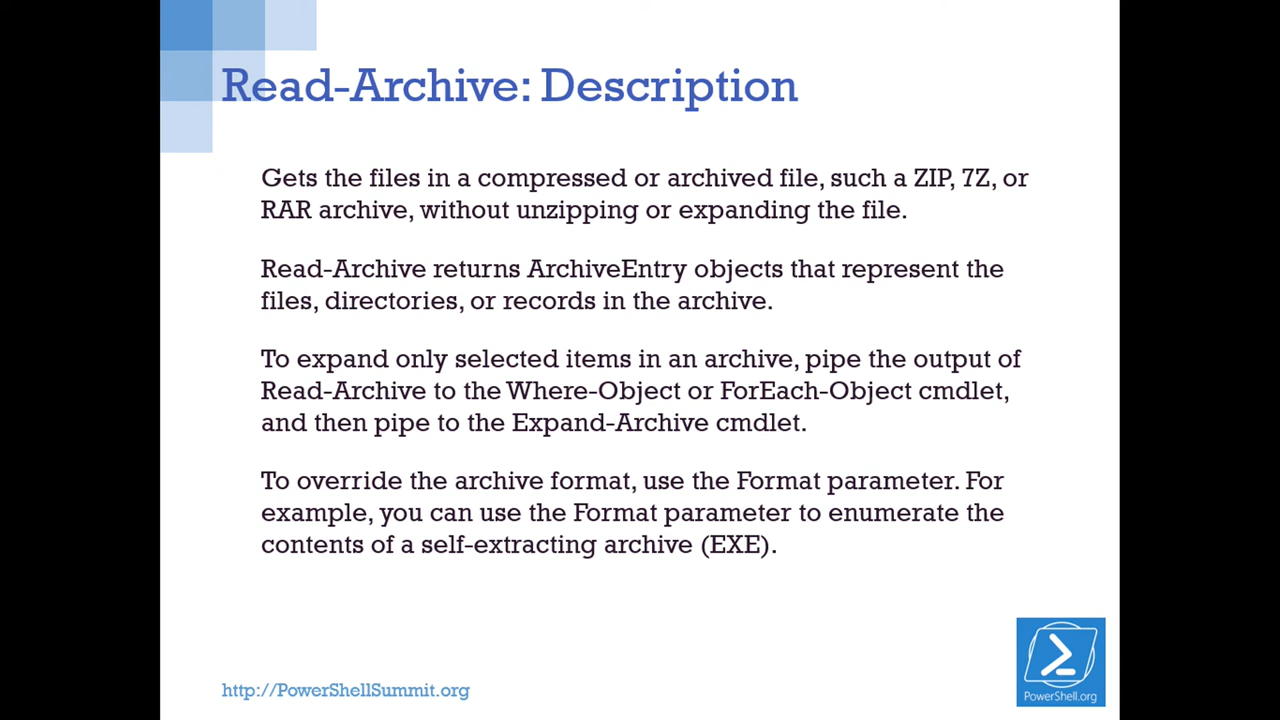 Read-Archive: Description
Gets the files in a compressed or archived file, such a ZIP, 7Z, or
RAR archive, without unzipping or expanding the file.
Read-Archive returns ArchiveEntry objects that represent the
files, directories, or records in the archive.
To expand only selected items in an archive, pipe the output of
Read-Archive to the Where-Object or ForEach-Object cmdlet,
and then pipe to the Expand-Archive cmdlet.
To override the archive format, use the Format parameter. For
example, you can use the Format parameter to enumerate the
contents of a self-extracting archive (EXE).
http://PowerShellSummit.org
PowerShell.org